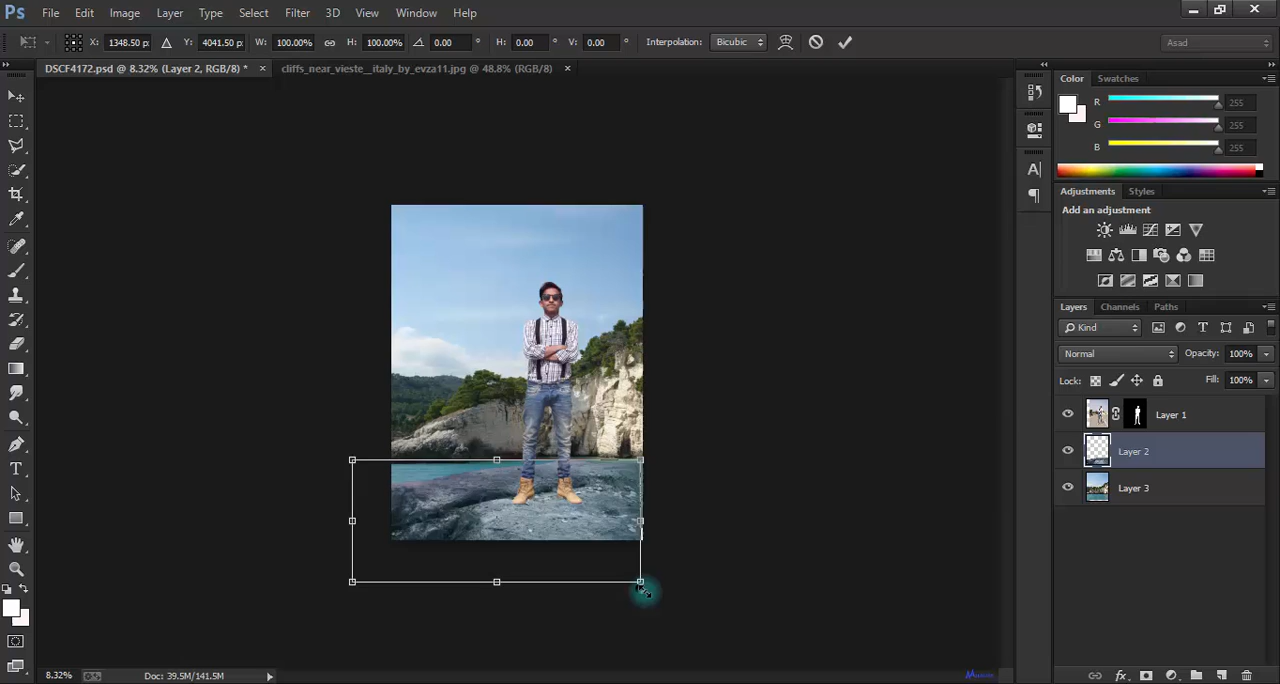 Ps File Edit Image Layer Type Select Filter 3D View Window Help
X: 1348.50 px Y: 4041.50 px W: 100.00% H: 100.00% 0.00 ° H: 0.00 ° V: 0.00 ° Interpolation: Bicubic Asad
DSCF4172.psd @ 8.32% (Layer 2, RGB/8) * × cliffs_near_vieste__italy_by_evza11.jpg @ 48.8% (RGB/8) ×
Color Swatches
R 255
G 255
B 255
Adjustments Styles
Add an adjustment
Layers Channels Paths
Kind
Normal Opacity: 100%
Lock: Fill: 100%
Layer 1
Layer 2
Layer 3
8.32% Doc: 39.5M/141.5M